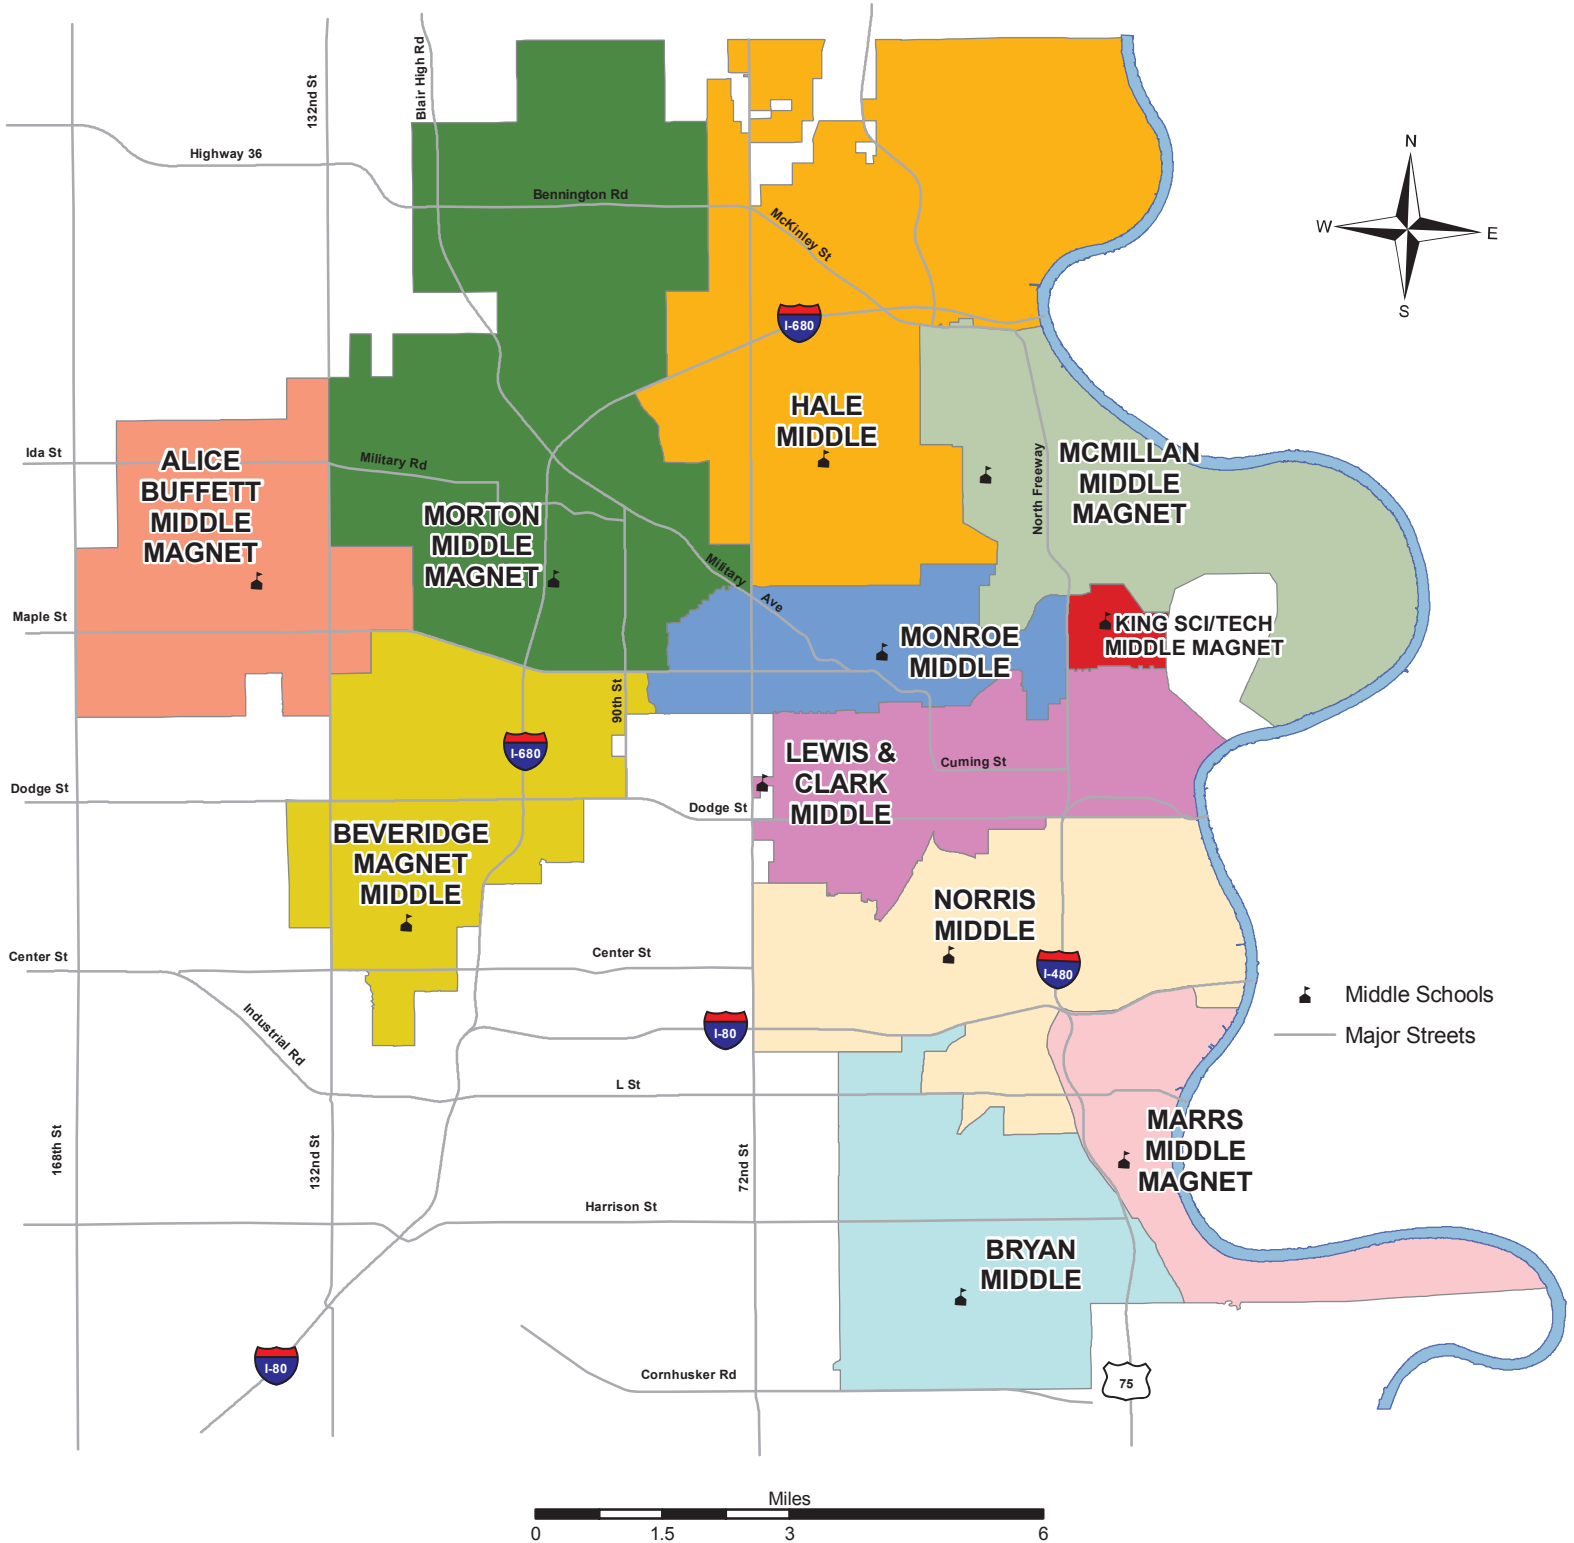 132nd St
Blair High Rd
Highway 36
Bennington Rd
McKinley St
N
W
E
S
I-680
HALE
MIDDLE
Ida St
Military Rd
ALICE
BUFFETT
MIDDLE
MAGNET
MORTON
MIDDLE
MAGNET
North Freeway
MCMILLAN
MIDDLE
MAGNET
Military
Ave
Maple St
MONROE
MIDDLE
KING SCI/TECH
MIDDLE MAGNET
90th St
I-680
LEWIS &
CLARK
MIDDLE
Cuming St
Dodge St
Dodge St
BEVERIDGE
MAGNET
MIDDLE
NORRIS
MIDDLE
Center St
Center St
I-480
Industrial Rd
I-80
Middle Schools
Major Streets
L St
168th St
132nd St
72nd St
MARRS
MIDDLE
MAGNET
Harrison St
BRYAN
MIDDLE
I-80
Cornhusker Rd
75
Miles
0
1.5
3
6